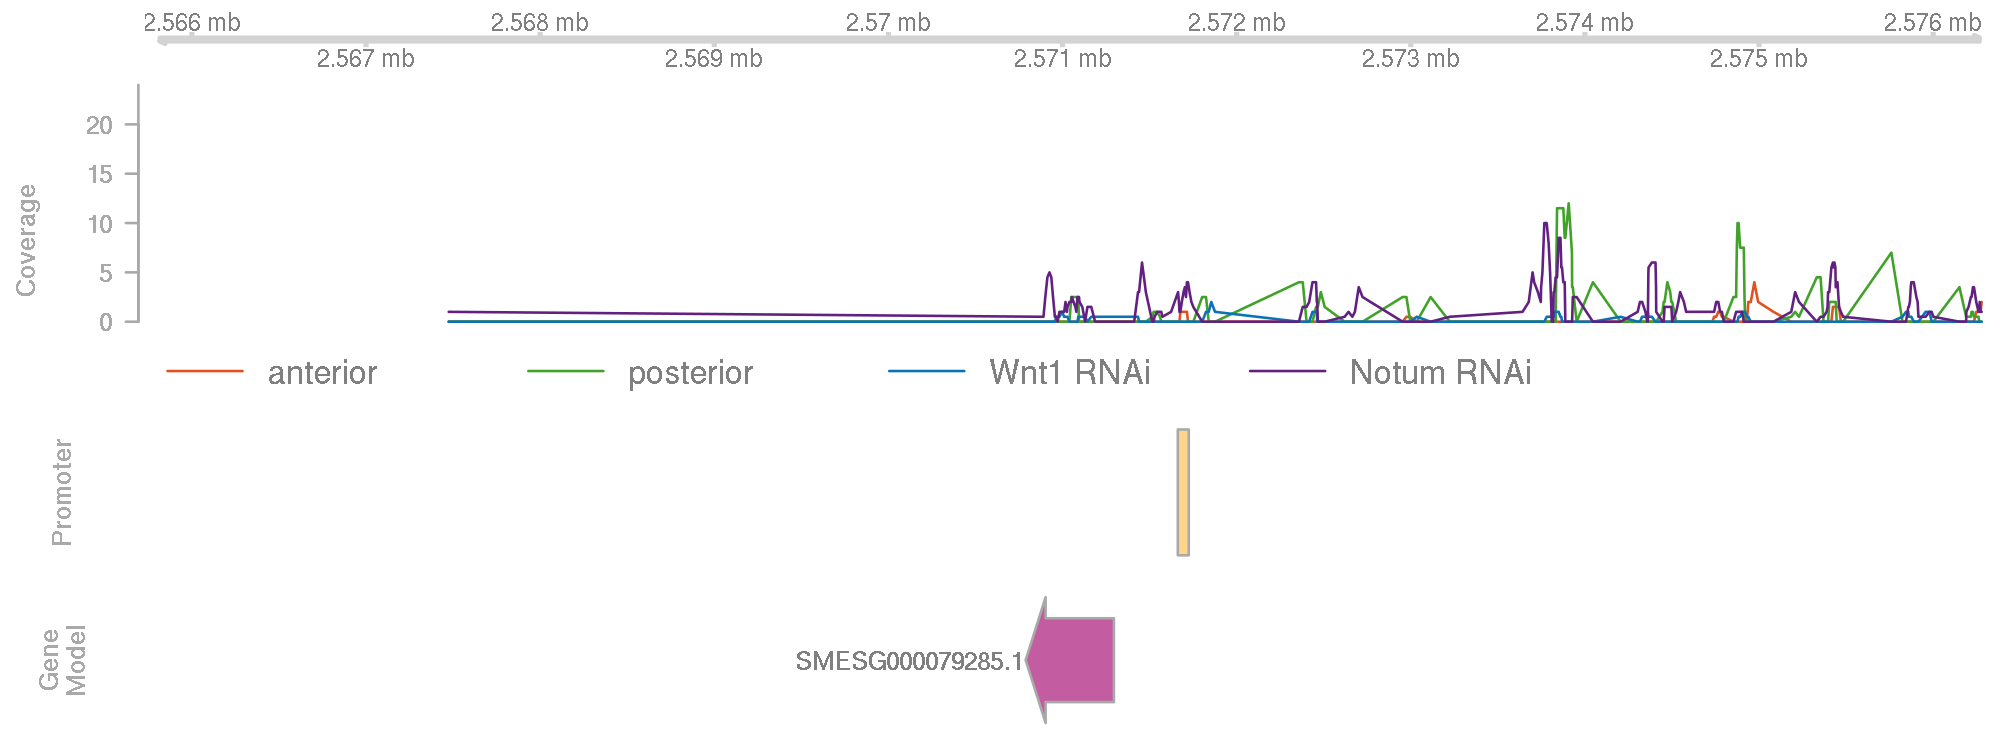 2.566 mb 2.568 mb 2.57 mb 2.572 mb 2.574 mb 2.576 mb
2.567 mb 2.569 mb 2.571 mb 2.573 mb 2.575 mb
Coverage
20
15
10
5
0
anterior posterior Wnt1 RNAi Notum RNAi
Promoter
Gene
Model
SMESG000079285.1